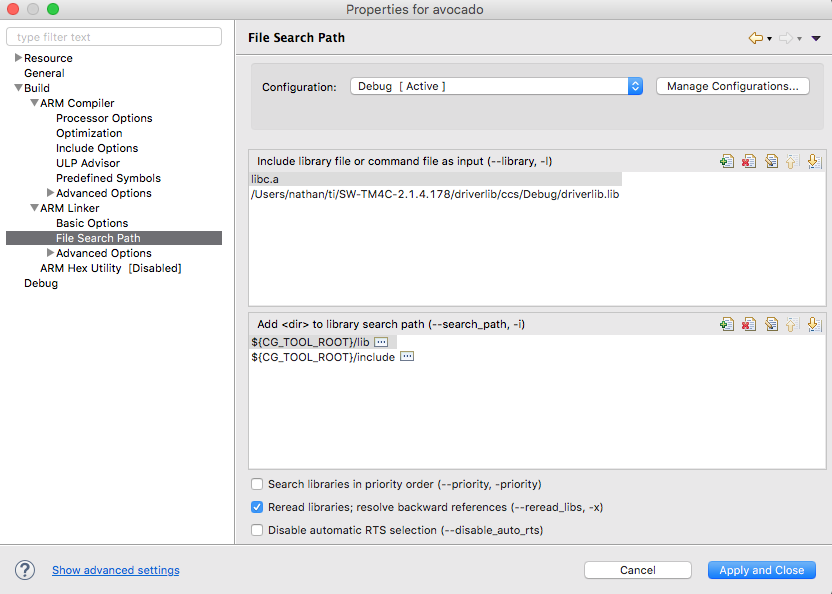 Properties for avocado
type filter text
Resource
General
Build
ARM Compiler
Processor Options
Optimization
Include Options
ULP Advisor
Predefined Symbols
Advanced Options
ARM Linker
Basic Options
File Search Path
Advanced Options
ARM Hex Utility [Disabled]
Debug
File Search Path
Configuration: Debug [ Active ] Manage Configurations...
Include library file or command file as input (--library, -l)
libc.a
/Users/nathan/ti/SW-TM4C-2.1.4.178/driverlib/ccs/Debug/driverlib.lib
Add <dir> to library search path (--search_path, -i)
${CG_TOOL_ROOT}/lib
${CG_TOOL_ROOT}/include
Search libraries in priority order (--priority, -priority)
Reread libraries; resolve backward references (--reread_libs, -x)
Disable automatic RTS selection (--disable_auto_rts)
? Show advanced settings Cancel Apply and Close